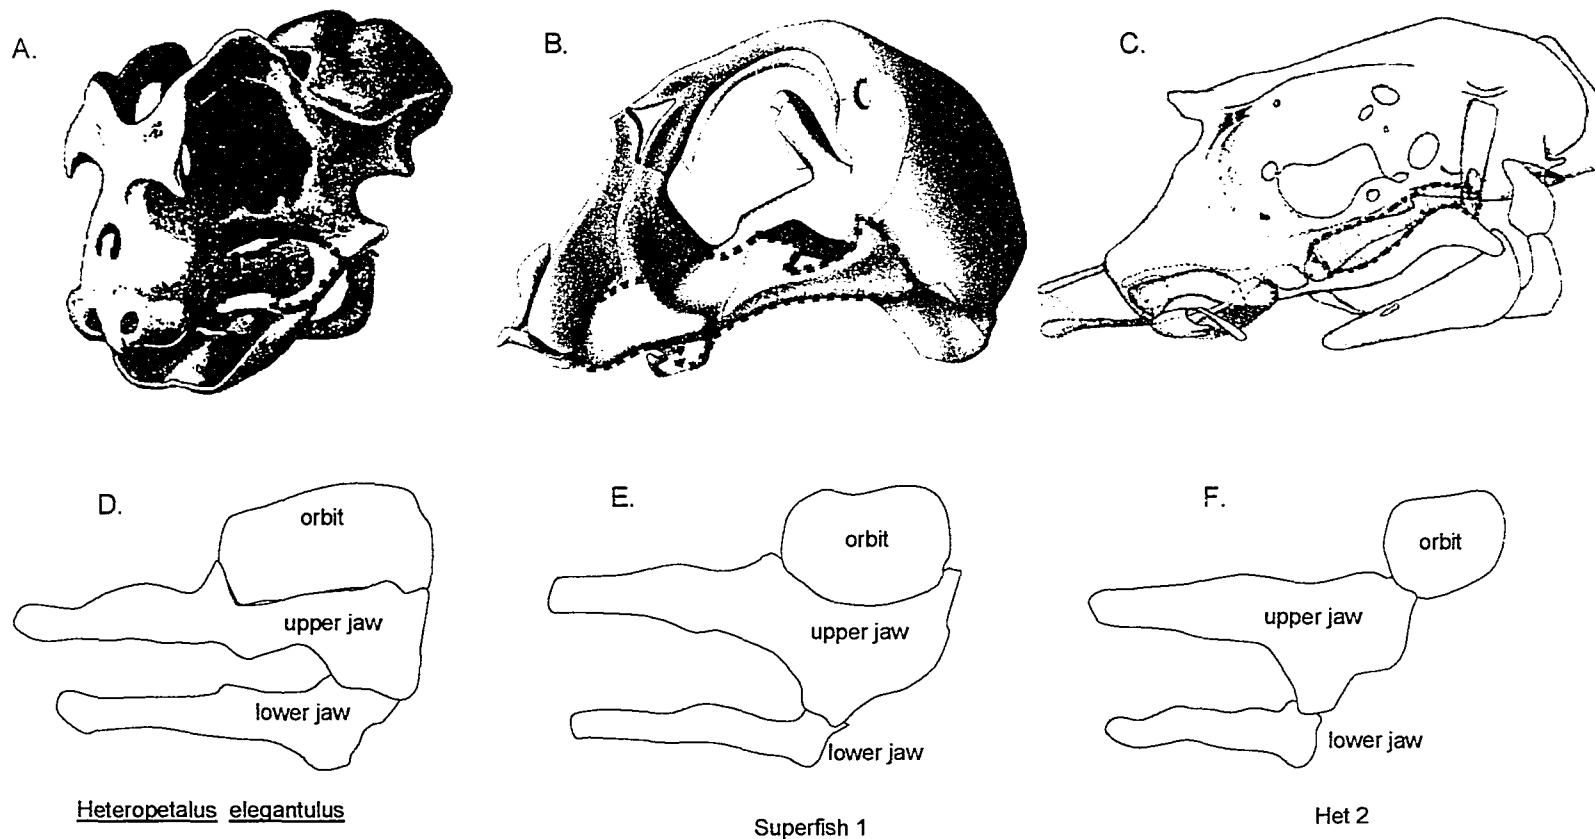 A.
B.
C.
D.
orbit
upper jaw
lower jaw
Heteropetalus elegantulus
E.
orbit
upper jaw
lower jaw
Superfish 1
F.
orbit
upper jaw
lower jaw
Het 2